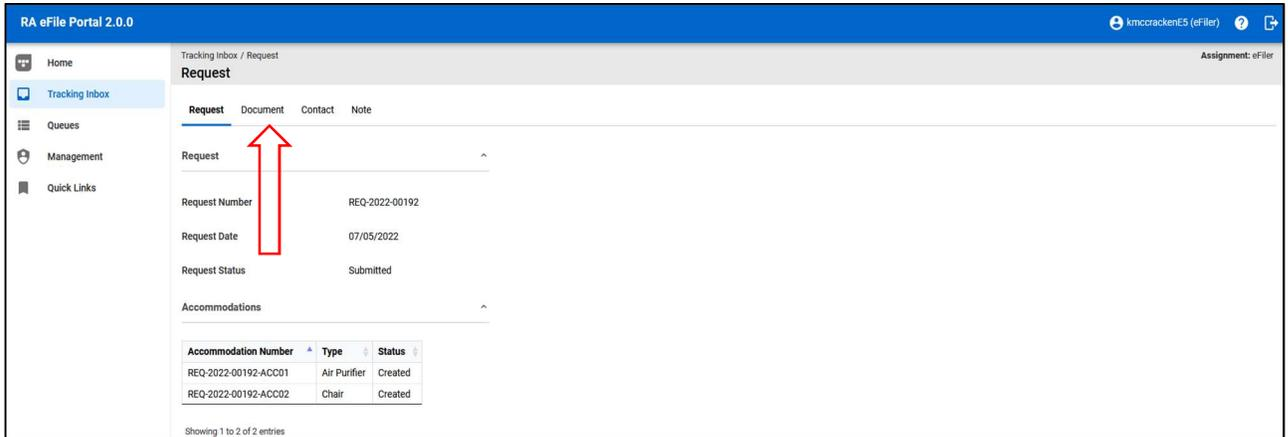 RA eFile Portal 2.0.0
kmccrackenE5 (eFiler)
Home
Tracking Inbox
Queues
Management
Quick Links
Tracking Inbox / Request
Assignment: eFiler
Request
Request Document Contact Note
Request
Request Number REQ-2022-00192
Request Date 07/05/2022
Request Status Submitted
Accommodations
Accommodation Number Type Status
REQ-2022-00192-ACC01 Air Purifier Created
REQ-2022-00192-ACC02 Chair Created
Showing 1 to 2 of 2 entries